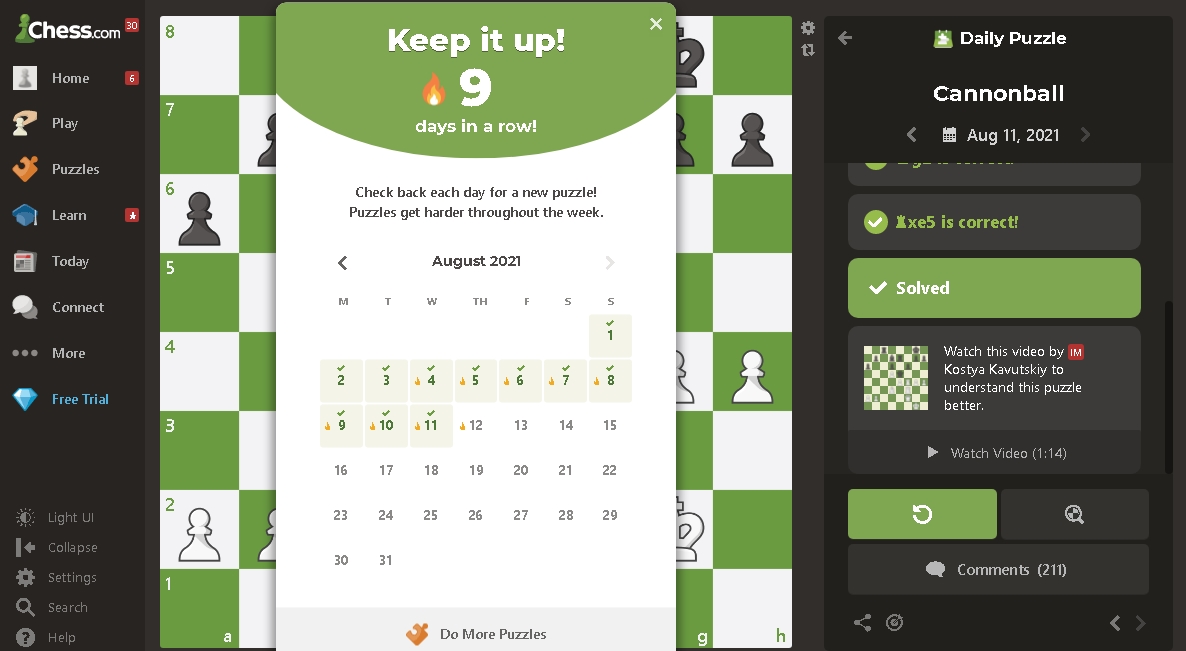 Chess.com 30
Home 6
Play
Puzzles
Learn
Today
Connect
More
Free Trial
Light UI
Collapse
Settings
Search
Help
8
7
6
5
4
3
2
1
a
g
h
Keep it up!
9
days in a row!
Check back each day for a new puzzle!
Puzzles get harder throughout the week.
August 2021
M T W TH F S S
1
2 3 4 5 6 7 8
9 10 11 12 13 14 15
16 17 18 19 20 21 22
23 24 25 26 27 28 29
30 31
Do More Puzzles
Daily Puzzle
Cannonball
Aug 11, 2021
is correct!
xe5 is correct!
Solved
Watch this video by IM
Kostya Kavutskiy to
understand this puzzle
better.
Watch Video (1:14)
Comments (211)